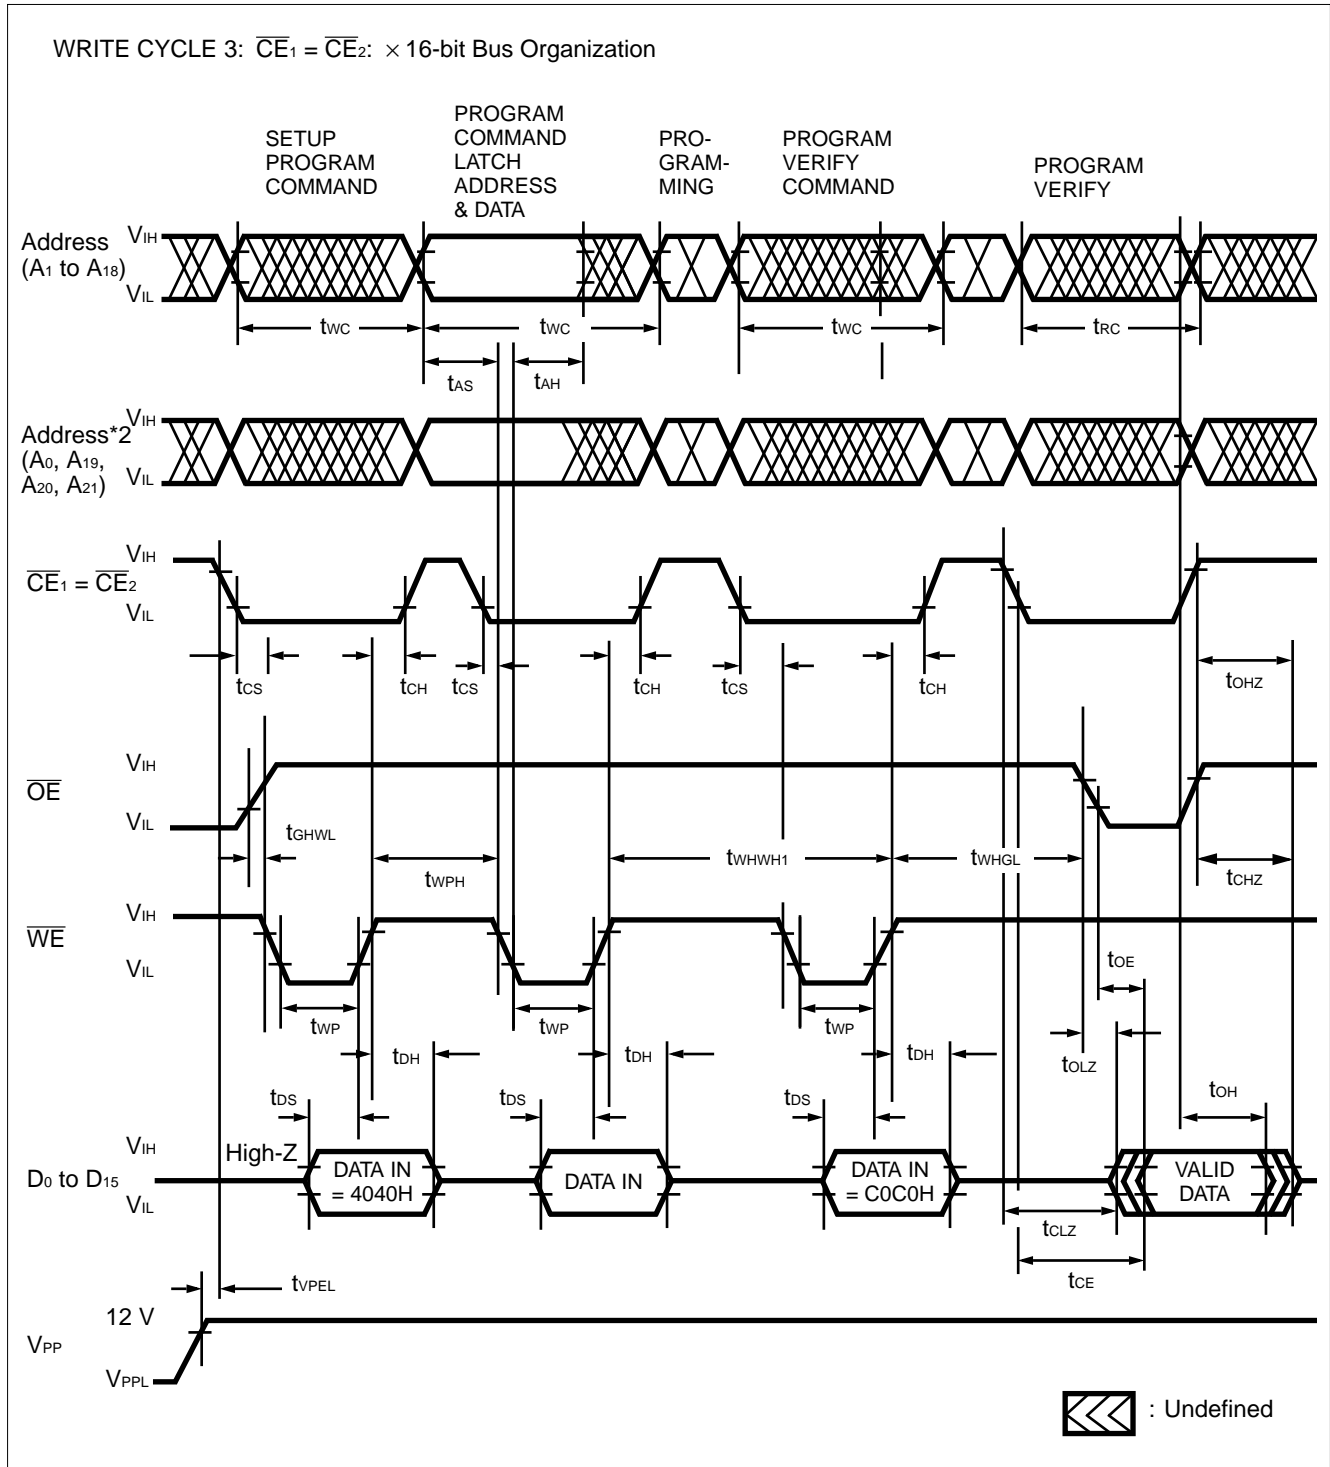 WRITE CYCLE 3: CE1 = CE2: × 16-bit Bus Organization
SETUP
PROGRAM
COMMAND
PROGRAM
COMMAND
LATCH
ADDRESS
& DATA
PRO-
GRAM-
MING
PROGRAM
VERIFY
COMMAND
PROGRAM
VERIFY
Address
(A1 to A18)
VIH
VIL
tWC
tWC
tWC
tRC
tAS
tAH
Address*2
(A0, A19,
A20, A21)
VIH
VIL
CE1 = CE2
VIH
VIL
tCS
tCH
tCS
tCH
tCS
tCH
tOHZ
OE
VIH
VIL
tGHWL
tWPH
tWHWH1
tWHGL
tCHZ
WE
VIH
VIL
tWP
tWP
tWP
tOE
tDH
tDH
tDH
tOLZ
tDS
tDS
tDS
tOH
D0 to D15
VIH
VIL
High-Z
DATA IN
= 4040H
DATA IN
DATA IN
= C0C0H
VALID
DATA
tCLZ
tCE
tVPEL
VPP
12 V
VPPL
: Undefined